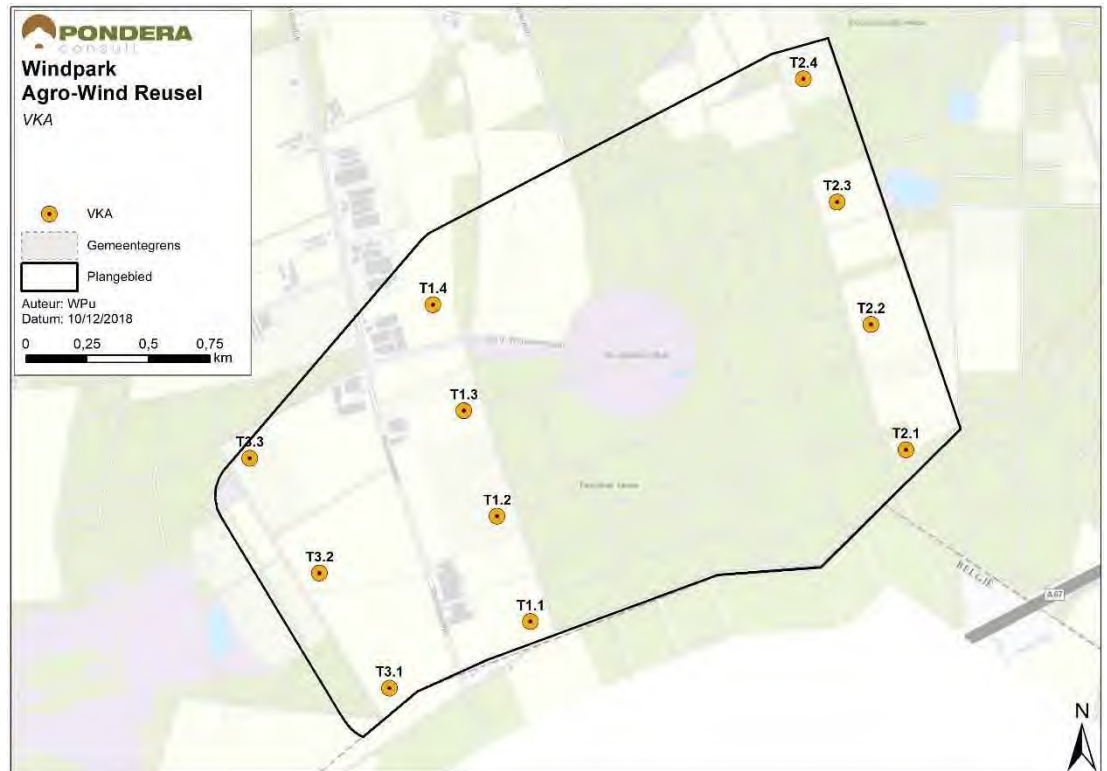 PONDERA
consult
Windpark
Agro-Wind Reusel
VKA
VKA
Gemeentegrens
Plangebied
Auteur: WPu
Datum: 10/12/2018
0 0,25 0,5 0,75
km
T2.4
T2.3
T1.4
T2.2
T1.3
T3.3
T2.1
T1.2
T3.2
BELGIE
A67
T1.1
T3.1
N